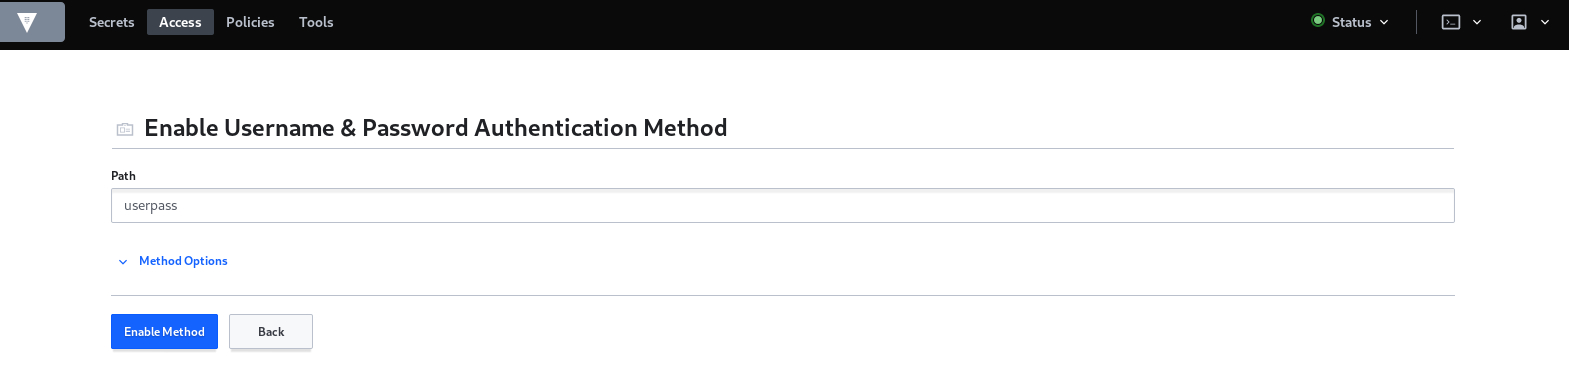 Secrets Access Policies Tools Status
Enable Username & Password Authentication Method
Path
userpass
Method Options
Enable Method Back